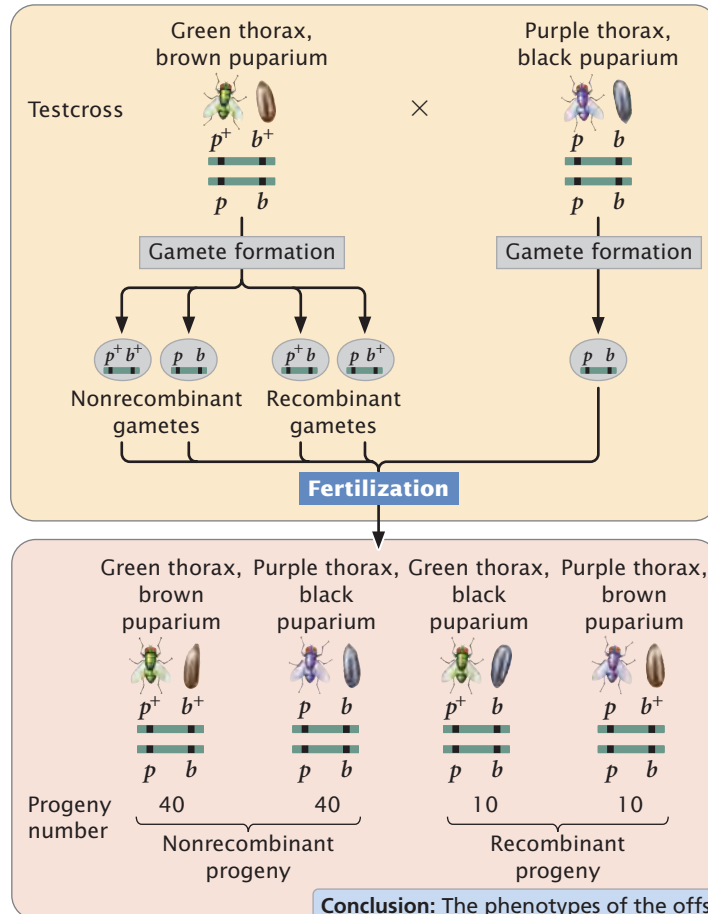 Green thorax,
brown puparium
Purple thorax,
black puparium
Testcross
×
p⁺ b⁺
p b
p b
p b
Gamete formation
Gamete formation
p⁺ b⁺
p b
p⁺ b
p b⁺
p b
Nonrecombinant
gametes
Recombinant
gametes
Fertilization
Green thorax,
brown
puparium
Purple thorax,
black
puparium
Green thorax,
black
puparium
Purple thorax,
brown
puparium
p⁺ b⁺
p b
p⁺ b
p b⁺
p b
p b
p b
p b
Progeny
number
40
40
10
10
Nonrecombinant
progeny
Recombinant
progeny
Conclusion: The phenotypes of the offs